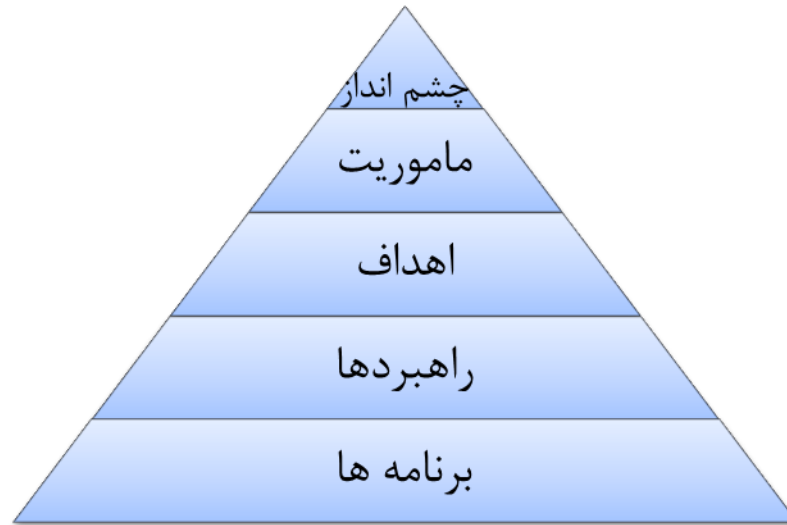 چشم انداز
ماموریت
اهداف
راهبردها
برنامه ها